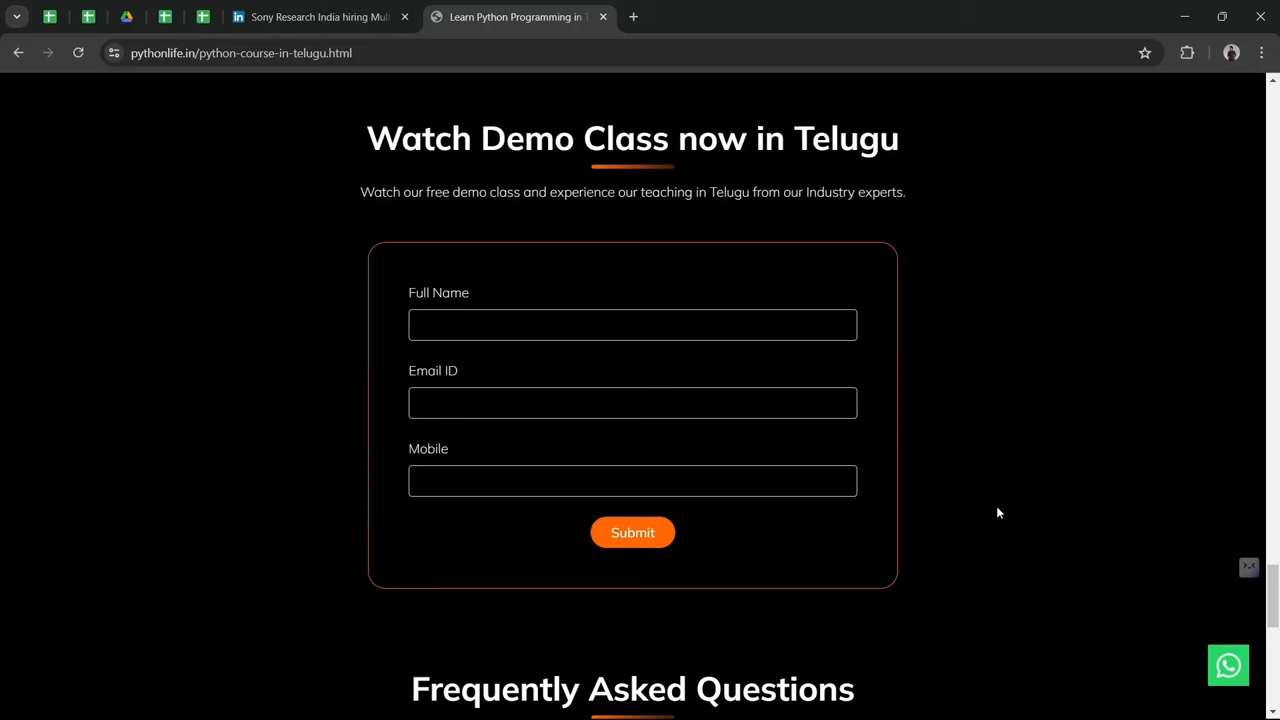 Sony Research India hiring Mul
Learn Python Programming in T
pythonlife.in/python-course-in-telugu.html
Watch Demo Class now in Telugu
Watch our free demo class and experience our teaching in Telugu from our Industry experts.
Full Name
Email ID
Mobile
Submit
Frequently Asked Questions